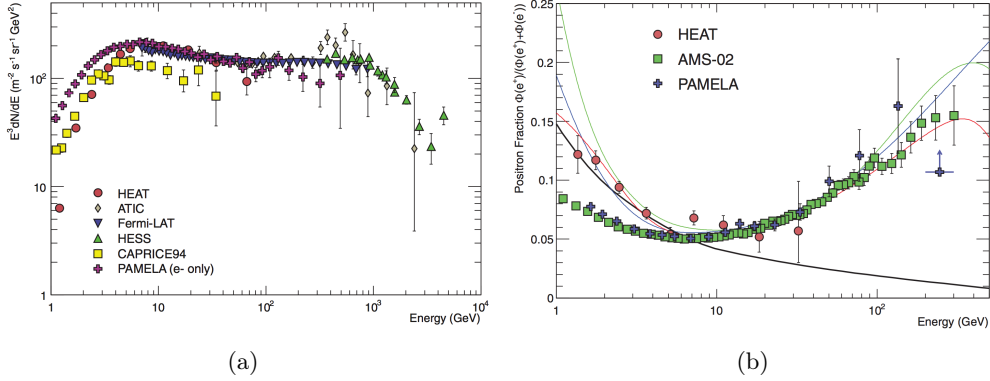 E³dN/dE (m⁻² s⁻¹ sr⁻¹ GeV²)
10²
10
1
HEAT
ATIC
Fermi-LAT
HESS
CAPRICE94
PAMELA (e- only)
1 10 10² 10³ 10⁴
Energy (GeV)
(a)
Positron Fraction Φ(e⁺)/(Φ(e⁺)+Φ(e⁻))
0.25
0.2
0.15
0.1
0.05
0
HEAT
AMS-02
PAMELA
1 10 10²
Energy (GeV)
(b)